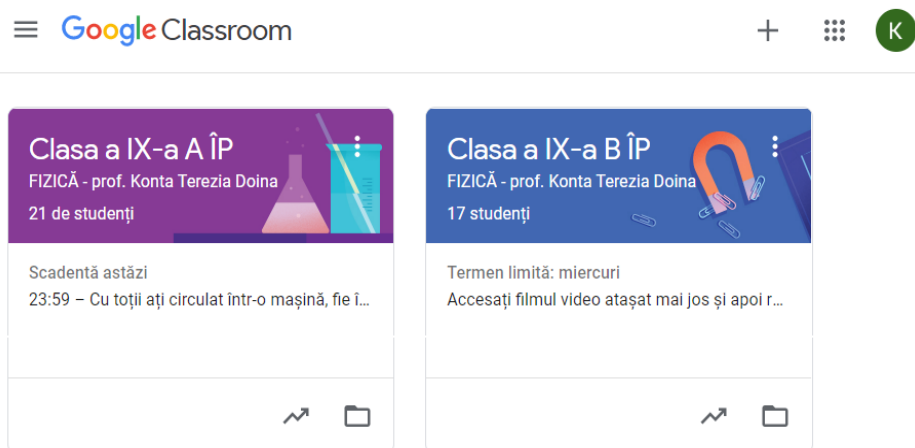 Google Classroom
K
Clasa a IX-a A ÎP
FIZICĂ - prof. Konta Terezia Doina
21 de studenți
Scadentă astăzi
23:59 – Cu toții ați circulat într-o mașină, fie î...
Clasa a IX-a B ÎP
FIZICĂ - prof. Konta Terezia Doina
17 studenți
Termen limită: miercuri
Accesați filmul video atașat mai jos și apoi r...